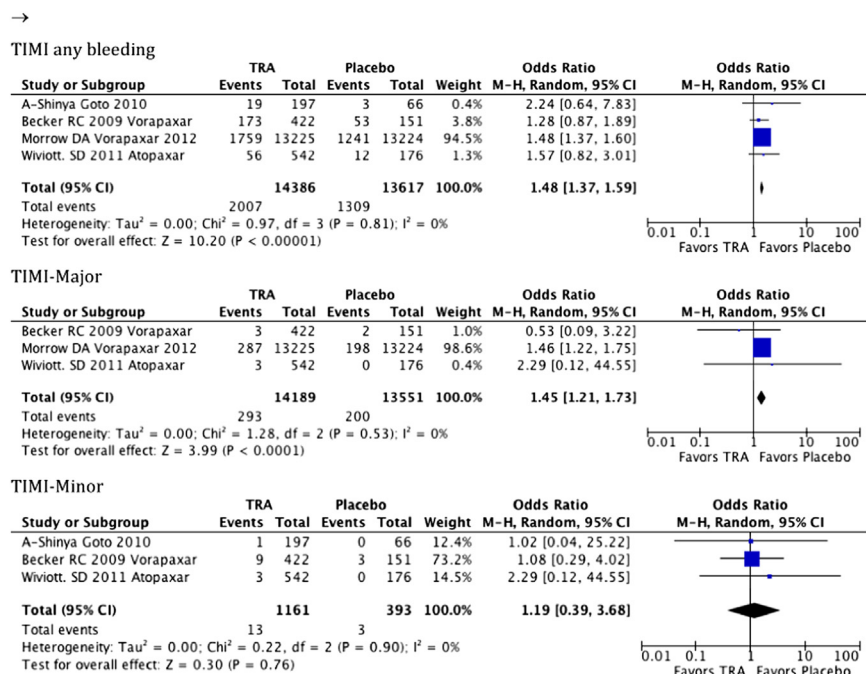 →
TIMI any bleeding
TRA Placebo Odds Ratio Odds Ratio
Study or Subgroup Events Total Events Total Weight M-H, Random, 95% CI M-H, Random, 95% CI
A-Shinya Goto 2010 19 197 3 66 0.4% 2.24 [0.64, 7.83]
Becker RC 2009 Vorapaxar 173 422 53 151 3.8% 1.28 [0.87, 1.89]
Morrow DA Vorapaxar 2012 1759 13225 1241 13224 94.5% 1.48 [1.37, 1.60]
Wiviott. SD 2011 Atopaxar 56 542 12 176 1.3% 1.57 [0.82, 3.01]
Total (95% CI) 14386 13617 100.0% 1.48 [1.37, 1.59]
Total events 2007 1309
Heterogeneity: Tau² = 0.00; Chi² = 0.97, df = 3 (P = 0.81); I² = 0%
Test for overall effect: Z = 10.20 (P < 0.00001)
0.01 0.1 1 10 100
Favors TRA Favors Placebo
TIMI-Major
TRA Placebo Odds Ratio Odds Ratio
Study or Subgroup Events Total Events Total Weight M-H, Random, 95% CI M-H, Random, 95% CI
Becker RC 2009 Vorapaxar 3 422 2 151 1.0% 0.53 [0.09, 3.22]
Morrow DA Vorapaxar 2012 287 13225 198 13224 98.6% 1.46 [1.22, 1.75]
Wiviott. SD 2011 Atopaxar 3 542 0 176 0.4% 2.29 [0.12, 44.55]
Total (95% CI) 14189 13551 100.0% 1.45 [1.21, 1.73]
Total events 293 200
Heterogeneity: Tau² = 0.00; Chi² = 1.28, df = 2 (P = 0.53); I² = 0%
Test for overall effect: Z = 3.99 (P < 0.0001)
0.01 0.1 1 10 100
Favors TRA Favors Placebo
TIMI-Minor
TRA Placebo Odds Ratio Odds Ratio
Study or Subgroup Events Total Events Total Weight M-H, Random, 95% CI M-H, Random, 95% CI
A-Shinya Goto 2010 1 197 0 66 12.4% 1.02 [0.04, 25.22]
Becker RC 2009 Vorapaxar 9 422 3 151 73.2% 1.08 [0.29, 4.02]
Wiviott. SD 2011 Atopaxar 3 542 0 176 14.5% 2.29 [0.12, 44.55]
Total (95% CI) 1161 393 100.0% 1.19 [0.39, 3.68]
Total events 13 3
Heterogeneity: Tau² = 0.00; Chi² = 0.22, df = 2 (P = 0.90); I² = 0%
Test for overall effect: Z = 0.30 (P = 0.76)
0.01 0.1 1 10 100
Favors TRA Favors Placebo